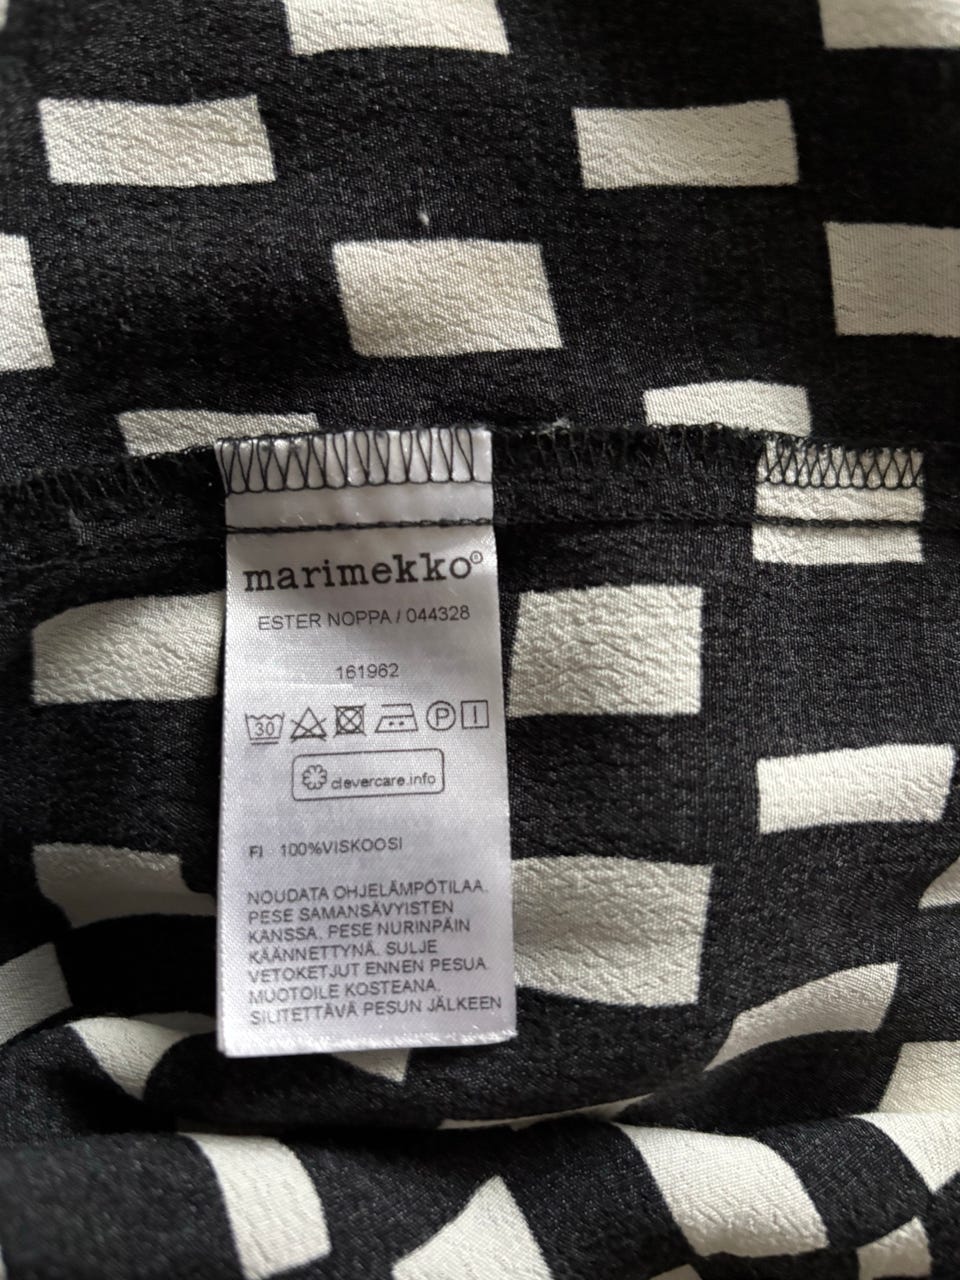 marimekko®
ESTER NOPPA / 044328
161962
30 P !
clevercare.info
FI 100%VISKOOSI
NOUDATA OHJELÄMPÖTILAA.
PESE SAMANSÄVYISTEN
KANSSA. PESE NURINPÄIN
KÄÄNNETTYNÄ. SULJE
VETOKETJUT ENNEN PESUA.
MUOTOILE KOSTEANA.
SILITETTÄVÄ PESUN JÄLKEEN